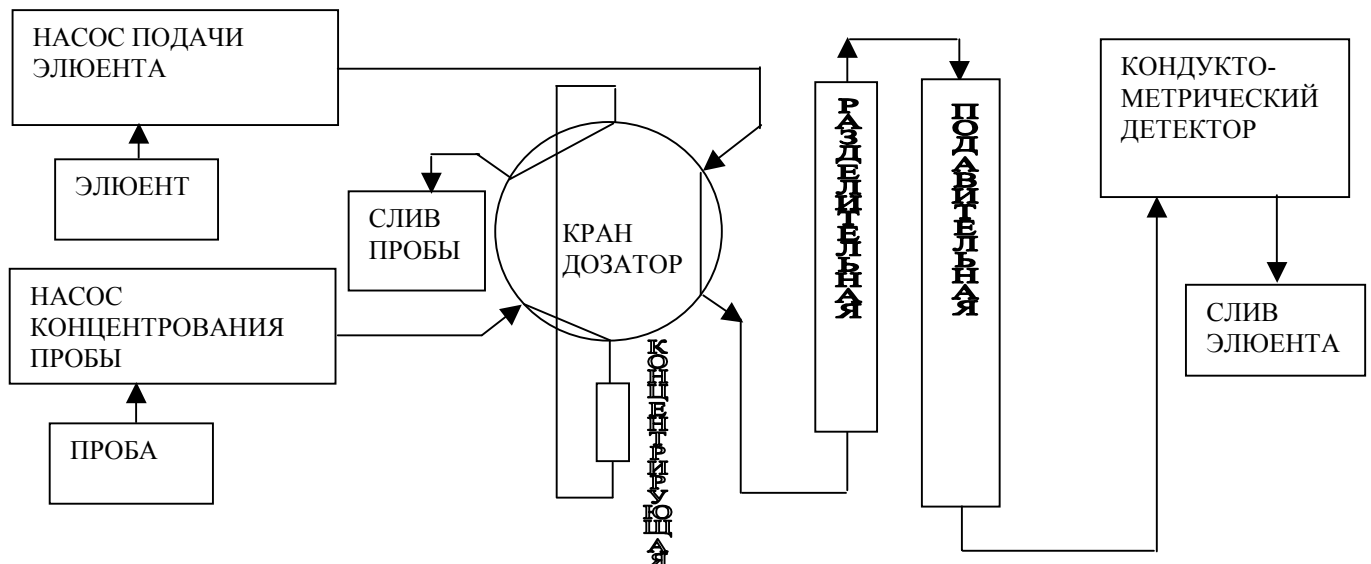 НАСОС ПОДАЧИ
ЭЛЮЕНТА
ЭЛЮЕНТ
СЛИВ
ПРОБЫ
НАСОС
КОНЦЕНТРОВАНИЯ
ПРОБЫ
ПРОБА
КРАН
ДОЗАТОР
КОНЦЕНТРИРУЮЩАЯ
РАЗДЕЛИТЕЛЬНАЯ
ПОДАВИТЕЛЬНАЯ
КОНДУКТО-
МЕТРИЧЕСКИЙ
ДЕТЕКТОР
СЛИВ
ЭЛЮЕНТА